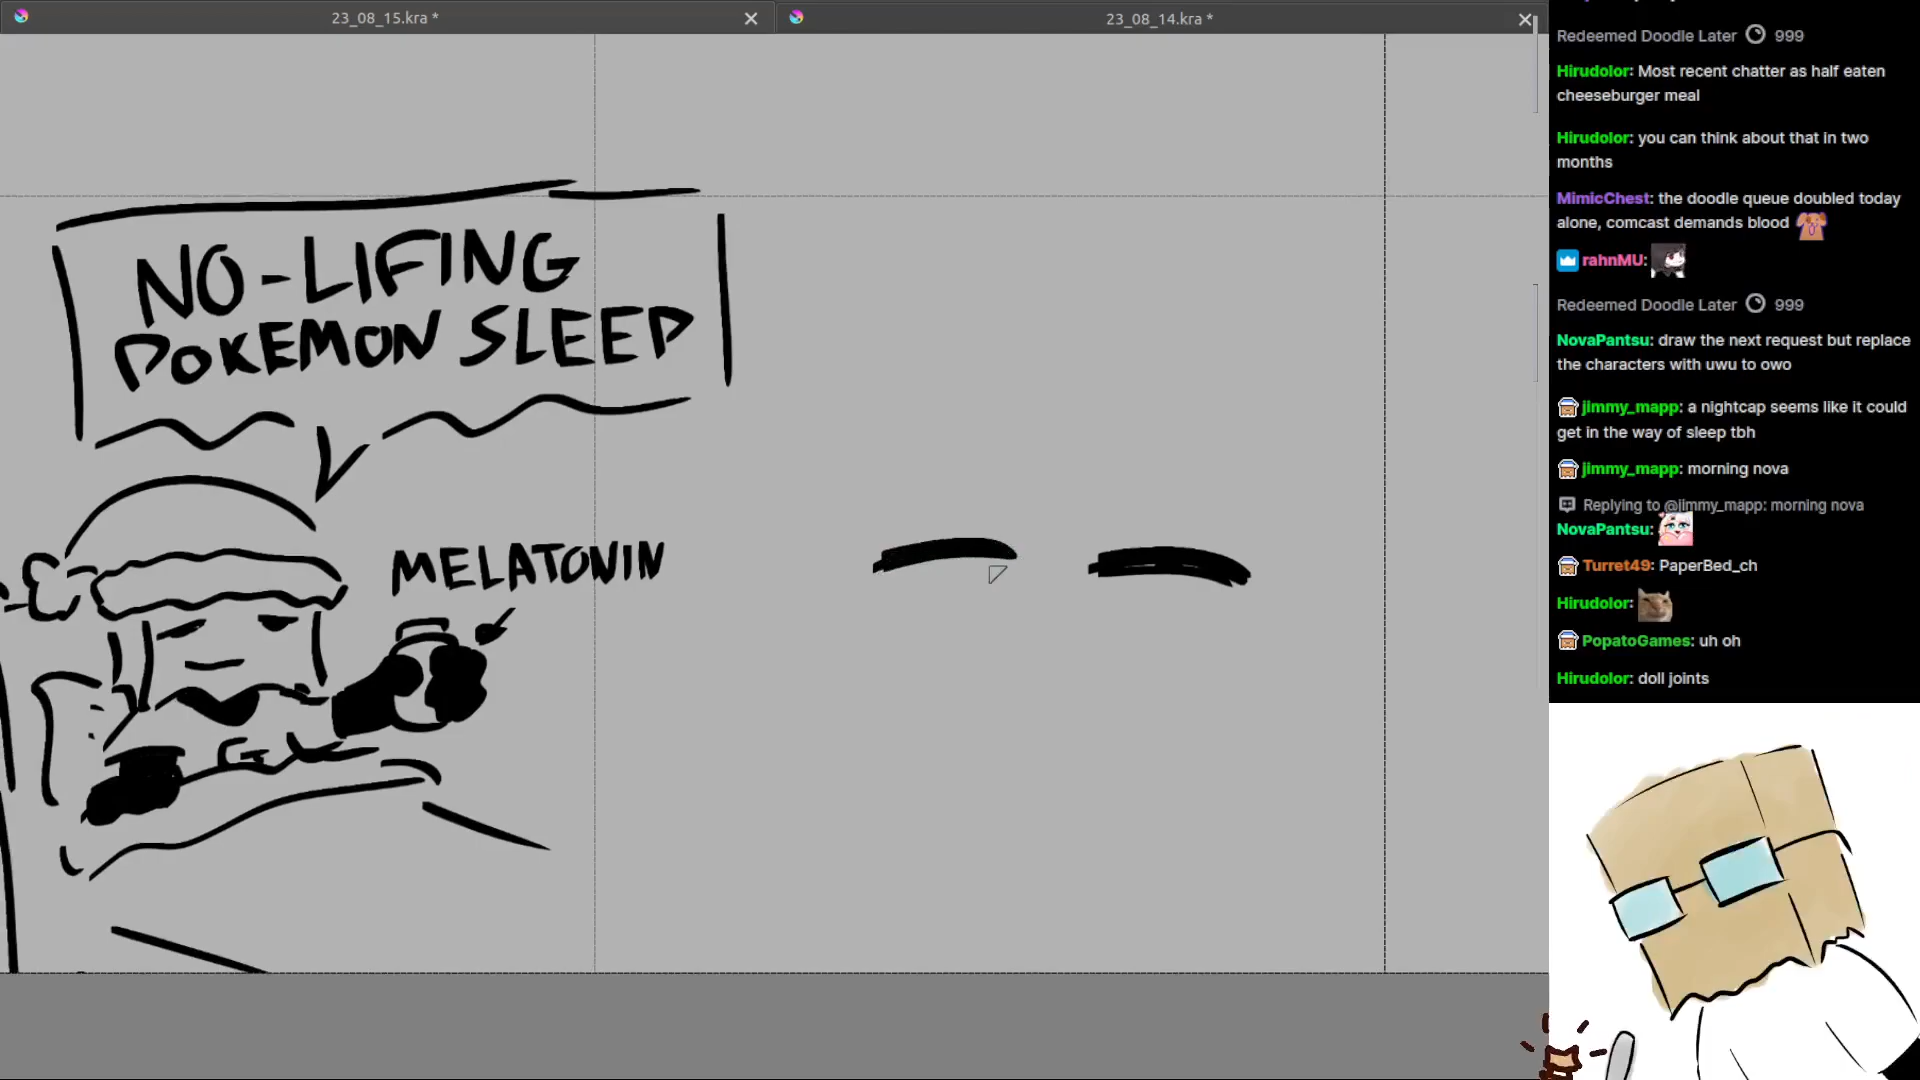 23_08_15.kra *
23_08_14.kra *
NO-LIFING
POKEMON SLEEP
MELATONIN
Redeemed Doodle Later 999
Hirudolor: Most recent chatter as half eaten
cheeseburger meal
Hirudolor: you can think about that in two
months
MimicChest: the doodle queue doubled today
alone, comcast demands blood
rahnMU:
Redeemed Doodle Later 999
NovaPantsu: draw the next request but replace
the characters with uwu to owo
jimmy_mapp: a nightcap seems like it could
get in the way of sleep tbh
jimmy_mapp: morning nova
Replying to @jimmy_mapp: morning nova
NovaPantsu:
Turret49: PaperBed_ch
Hirudolor:
PopatoGames: uh oh
Hirudolor: doll joints